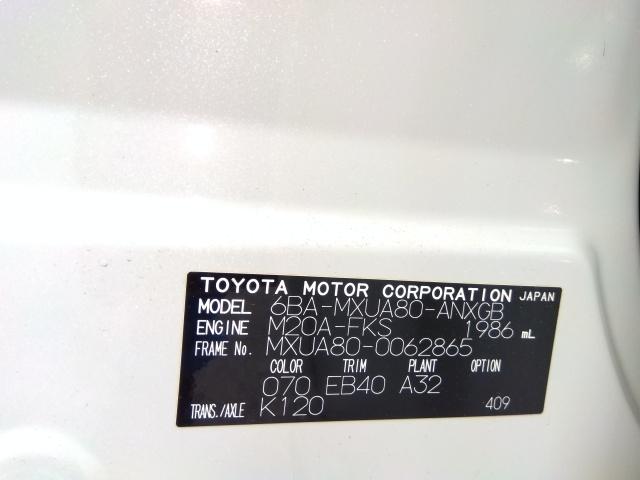 TOYOTA MOTOR CORPORATION JAPAN
MODEL 6BA-MXUA80-ANXGB
ENGINE M20A-FKS 1986 mL
FRAME No. MXUA80-0062865
COLOR TRIM PLANT OPTION
070 EB40 A32
TRANS./AXLE K120 409